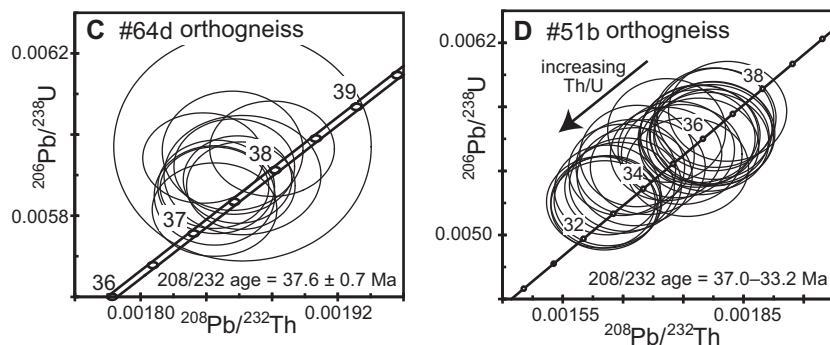 C #64d orthogneiss
0.0062
39
38
0.0058
37
36
208/232 age = 37.6 ± 0.7 Ma
0.00180
0.00192
²⁰⁸Pb/²³²Th
²⁰⁶Pb/²³⁸U
D #51b orthogneiss
0.0062
increasing
Th/U
38
36
34
32
0.0050
208/232 age = 37.0–33.2 Ma
0.00155
0.00185
²⁰⁸Pb/²³²Th
²⁰⁶Pb/²³⁸U